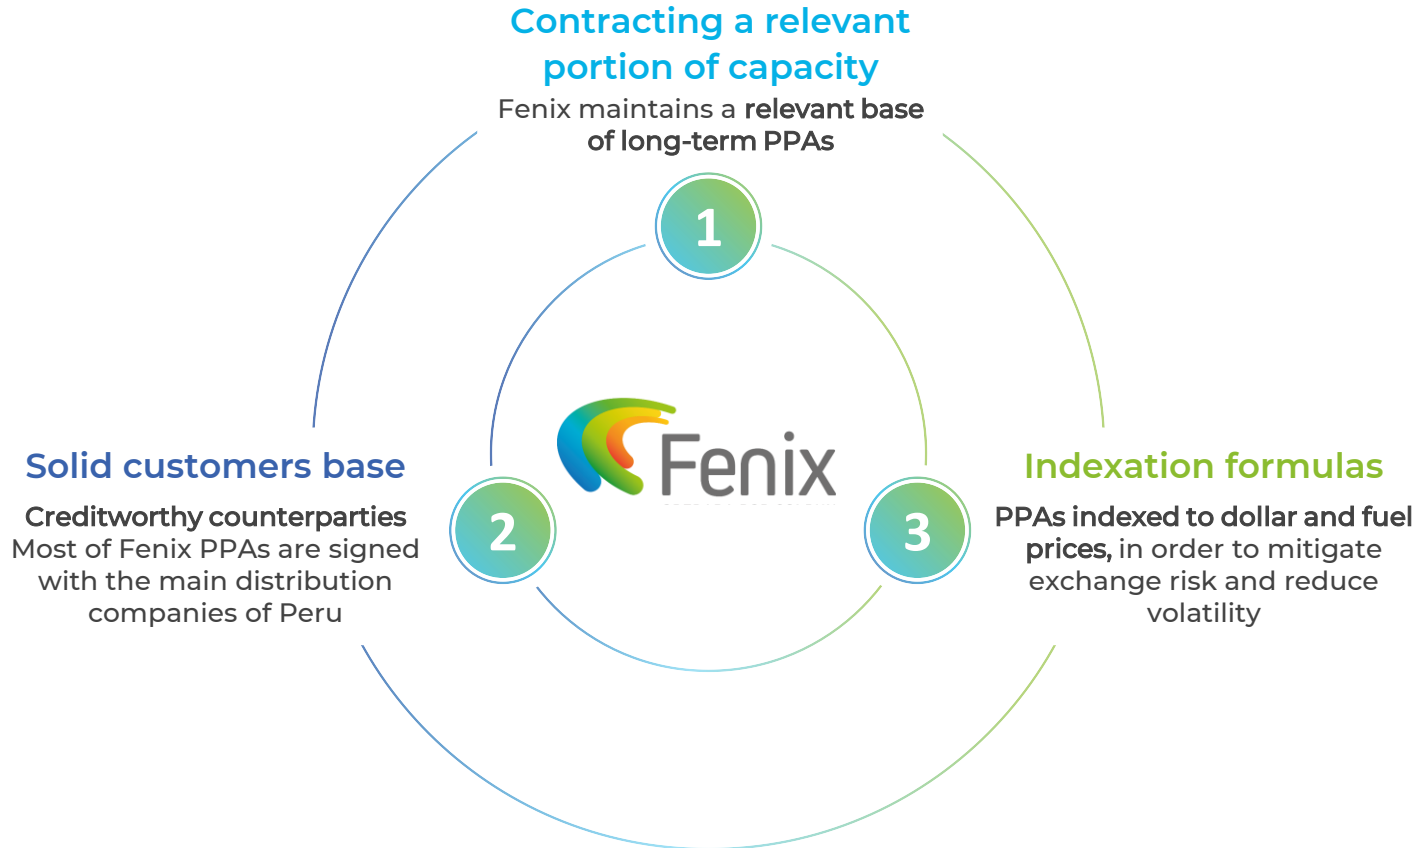 Contracting a relevant
portion of capacity
Fenix maintains a relevant base
of long-term PPAs
1
Fenix
Solid customers base
Creditworthy counterparties
Most of Fenix PPAs are signed
with the main distribution
companies of Peru
2
3
Indexation formulas
PPAs indexed to dollar and fuel
prices, in order to mitigate
exchange risk and reduce
volatility